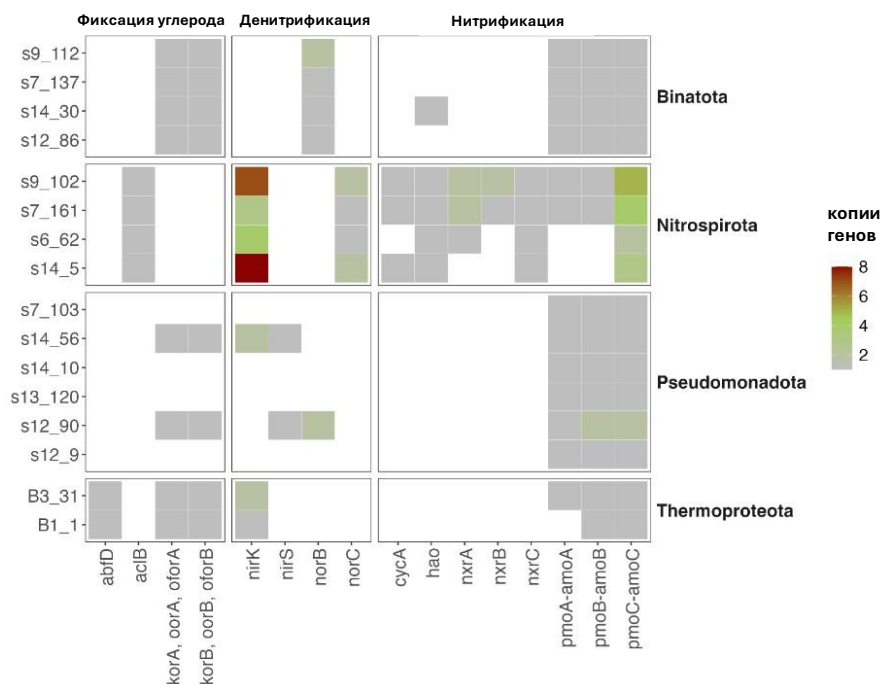 Фиксация углерода
Денитрификация
Нитрификация
s9_112
s7_137
s14_30
s12_86
Binatota
s9_102
s7_161
s6_62
s14_5
Nitrospirota
s7_103
s14_56
s14_10
s13_120
s12_90
s12_9
Pseudomonadota
B3_31
B1_1
Thermoproteota
abfD
aclB
korA, oorA, oforA
korB, oorB, oforB
nirK
nirS
norB
norC
cycA
hao
nxrA
nxrB
nxrC
pmoA-amoA
pmoB-amoB
pmoC-amoC
копии
генов
8
6
4
2